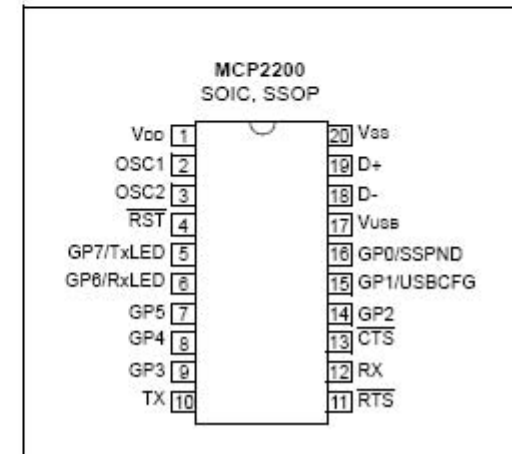 MCP2200
SOIC, SSOP
VDD 1 20 VSS
OSC1 2 19 D+
OSC2 3 18 D-
RST 4 17 VUSB
GP7/TxLED 5 16 GP0/SSPND
GP6/RxLED 6 15 GP1/USBCFG
GP5 7 14 GP2
GP4 8 13 CTS
GP3 9 12 RX
TX 10 11 RTS